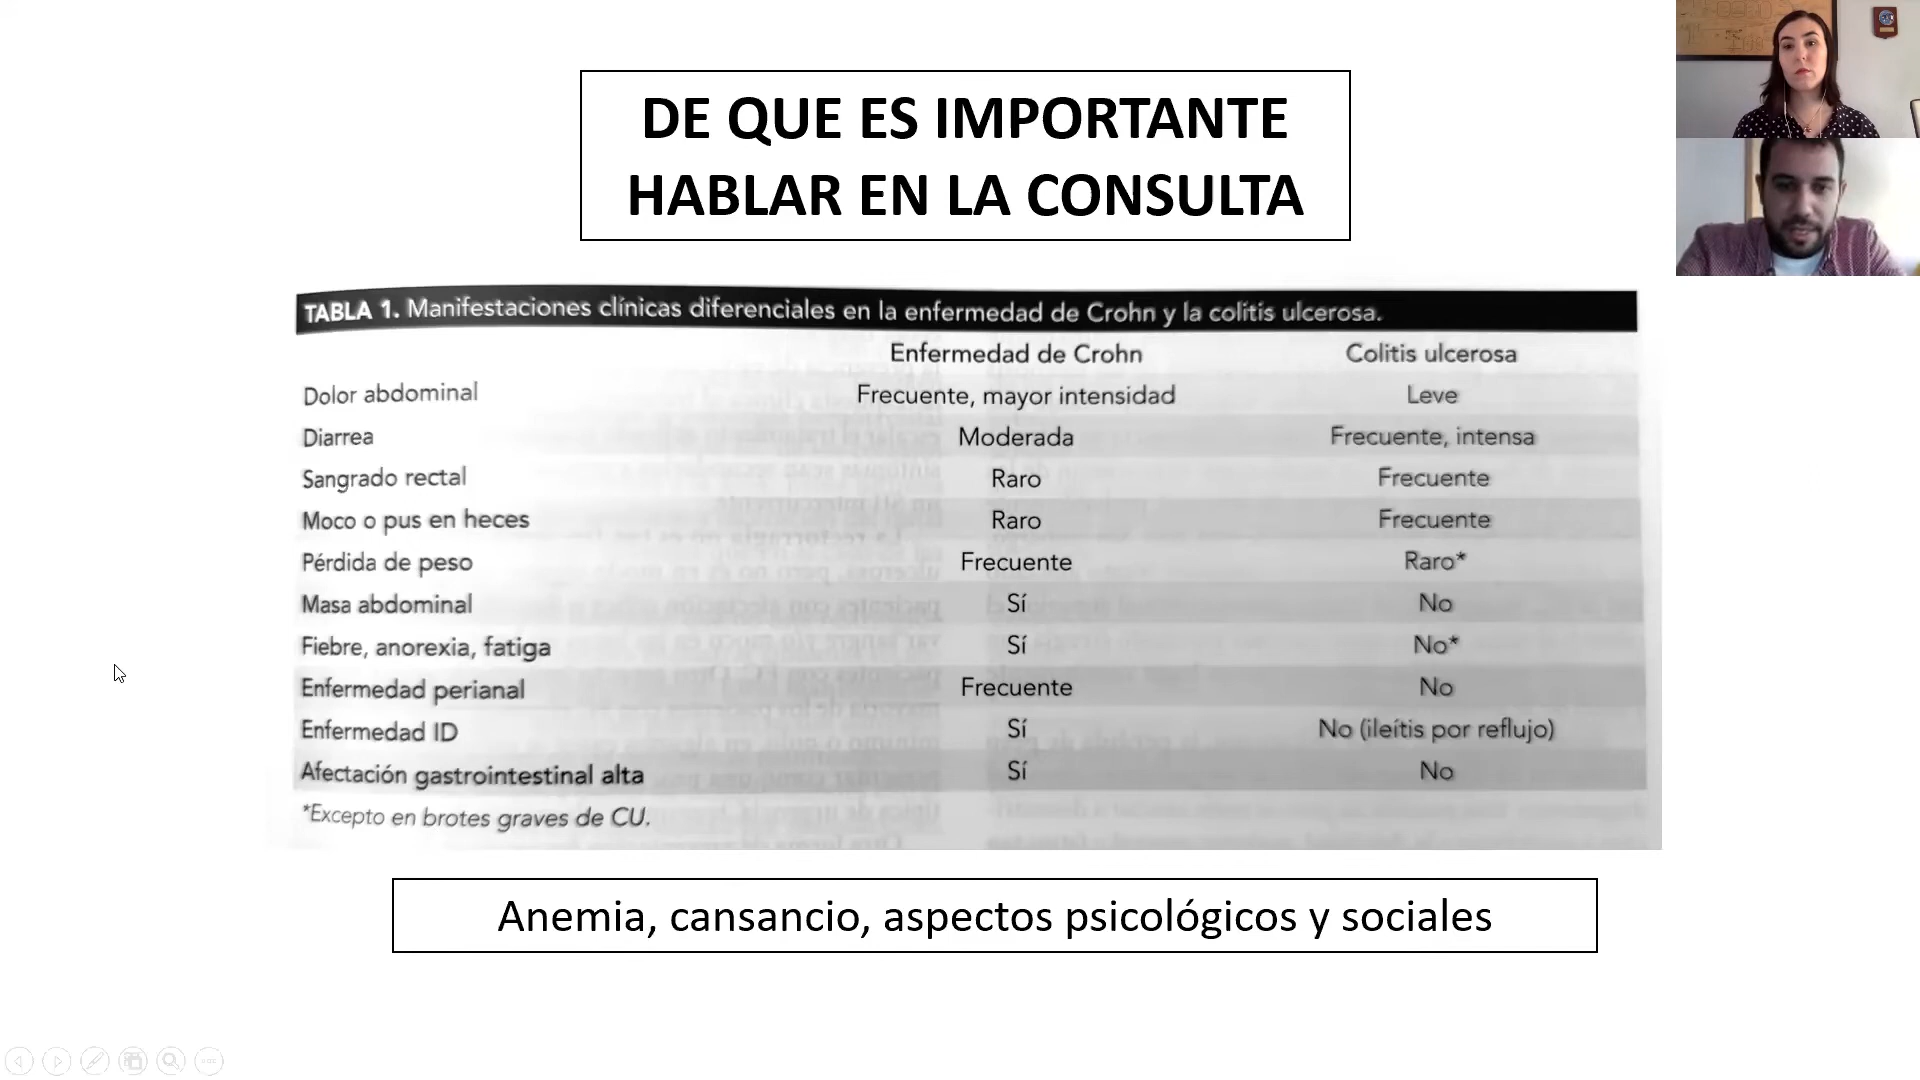 DE QUE ES IMPORTANTE
HABLAR EN LA CONSULTA
TABLA 1. Manifestaciones clínicas diferenciales en la enfermedad de Crohn y la colitis ulcerosa.
Enfermedad de Crohn Colitis ulcerosa
Dolor abdominal Frecuente, mayor intensidad Leve
Diarrea Moderada Frecuente, intensa
Sangrado rectal Raro Frecuente
Moco o pus en heces Raro Frecuente
Pérdida de peso Frecuente Raro*
Masa abdominal Sí No
Fiebre, anorexia, fatiga Sí No*
Enfermedad perianal Frecuente No
Enfermedad ID Sí No (ileítis por reflujo)
Afectación gastrointestinal alta Sí No
*Excepto en brotes graves de CU.
Anemia, cansancio, aspectos psicológicos y sociales